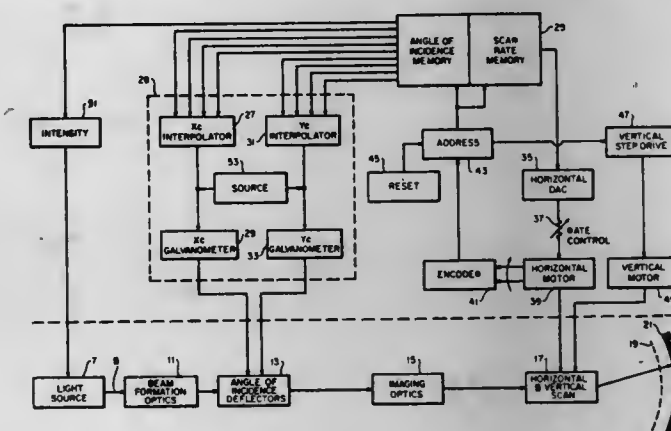 ANGLE OF
INCIDENCE
MEMORY
SCAN
RATE
MEMORY
25
91
INTENSITY
28
Xc
INTERPOLATOR
27
Yc
INTERPOLATOR
31
53
SOURCE
Xc
GALVANOMETER
29
Yc
GALVANOMETER
33
45
RESET
ADDRESS
43
47
VERTICAL
STEP DRIVE
35
HORIZONTAL
DAC
37
RATE
CONTROL
ENCODER
41
HORIZONTAL
MOTOR
39
VERTICAL
MOTOR
7
LIGHT
SOURCE
9
11
BEAM
FORMATION
OPTICS
13
ANGLE OF
INCIDENCE
DEFLECTORS
15
IMAGING
OPTICS
17
HORIZONTAL
& VERTICAL
SCAN
19
21